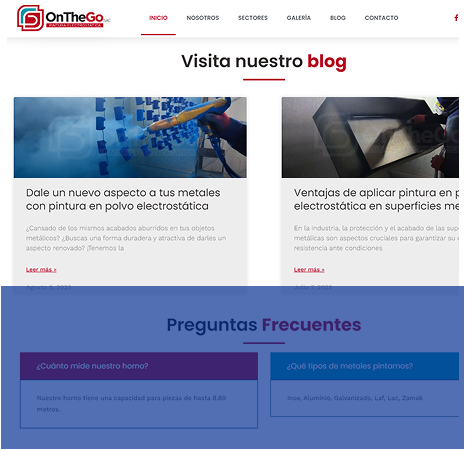 OnTheGo SAC
PINTURA ELECTROSTÁTICA
INICIO NOSOTROS SECTORES GALERÍA BLOG CONTACTO
Visita nuestro blog
Dale un nuevo aspecto a tus metales
con pintura en polvo electrostática
¿Cansado de los mismos acabados aburridos en tus objetos
metálicos? ¿Buscas una forma duradera y atractiva de darles un
aspecto renovado? ¡Tenemos la
Leer más »
Agosto 5, 2023
Ventajas de aplicar pintura en p
electrostática en superficies me
En la industria, la protección y el acabado de las sup
metálicas son aspectos cruciales para garantizar su
resistencia ante condiciones
Leer más »
Julio 7, 2023
Preguntas Frecuentes
¿Cuánto mide nuestro horno?
Nuestro horno tiene una capacidad para piezas de hasta 8.60
metros.
¿Qué tipos de metales pintamos?
Inox, Aluminio, Galvanizado, Laf, Lac, Zamak